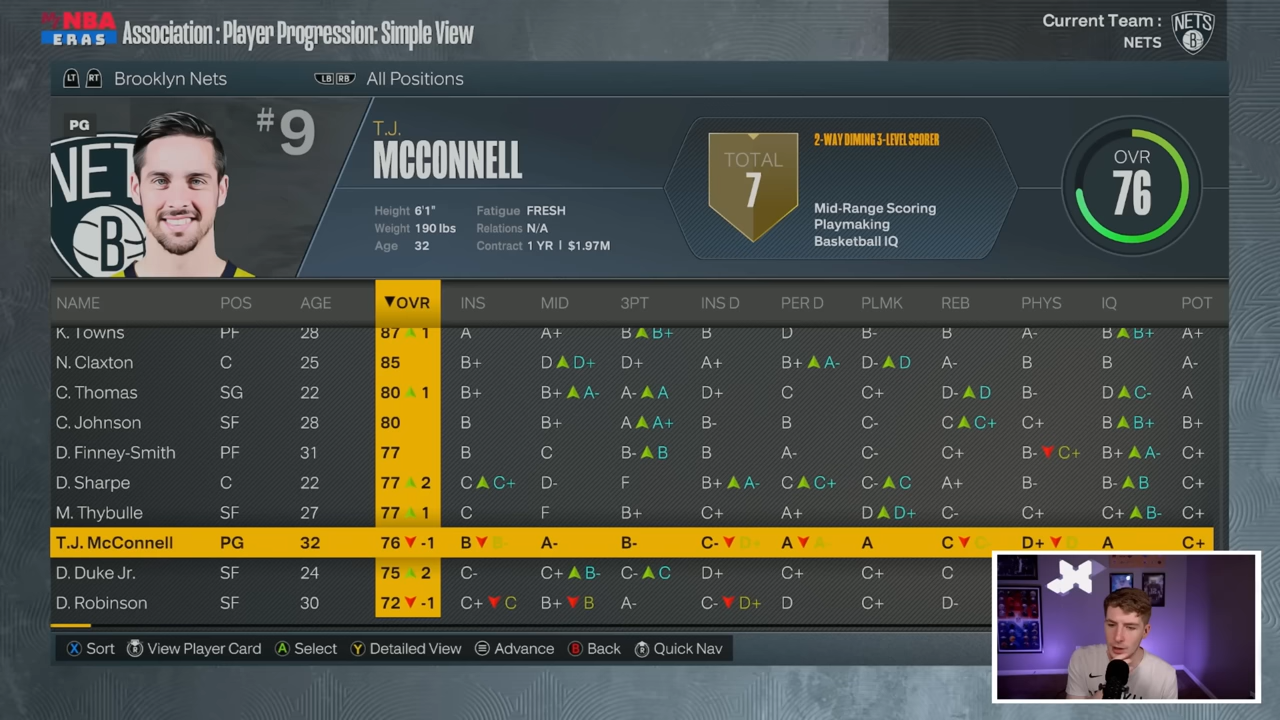 NBA
ERAS
Association : Player Progression: Simple View
Current Team :
NETS
NETS
B
LT RT Brooklyn Nets LB RB All Positions
PG
#9
NETS
B
T.J.
MCCONNELL
Height 6'1"
Weight 190 lbs
Age 32
Fatigue FRESH
Relations N/A
Contract 1 YR | $1.97M
TOTAL
7
2-WAY DIMING 3-LEVEL SCORER
Mid-Range Scoring
Playmaking
Basketball IQ
OVR
76
NAME POS AGE ▼OVR INS MID 3PT INS D PER D PLMK REB PHYS IQ POT
K. Towns PF 28 87 ▲ 1 A A+ B ▲ B+ B D B- B A- B ▲ B+ A+
N. Claxton C 25 85 B+ D ▲ D+ D+ A+ B+ ▲ A- D- ▲ D A- B B A-
C. Thomas SG 22 80 ▲ 1 B+ B+ ▲ A- A- ▲ A D+ C C+ D- ▲ D B- D ▲ C- A
C. Johnson SF 28 80 B B+ A ▲ A+ B- B C- C ▲ C+ C+ B ▲ B+ B+
D. Finney-Smith PF 31 77 B C B- ▲ B B A- C- C+ B- ▼ C+ B+ ▲ A- C+
D. Sharpe C 22 77 ▲ 2 C ▲ C+ D- F B+ ▲ A- C ▲ C+ C- ▲ C A+ B- B- ▲ B C+
M. Thybulle SF 27 77 ▲ 1 C F B+ C+ A+ D ▲ D+ C- C+ C+ ▲ B- C+
T.J. McConnell PG 32 76 ▼ -1 B ▼ B- A- B- C- ▼ D+ A ▼ A- A C ▼ C- D+ ▼ D A C+
D. Duke Jr. SF 24 75 ▲ 2 C- C+ ▲ B- C- ▲ C D+ C+ C+ C
D. Robinson SF 30 72 ▼ -1 C+ ▼ C B+ ▼ B A- C- ▼ D+ D C+ D-
X Sort R View Player Card A Select Y Detailed View Advance B Back R Quick Nav